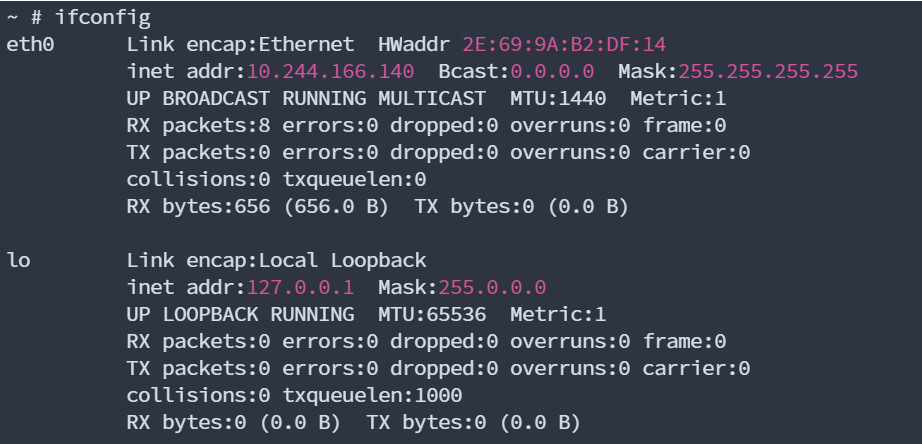 ~ # ifconfig
eth0      Link encap:Ethernet  HWaddr 2E:69:9A:B2:DF:14
          inet addr:10.244.166.140  Bcast:0.0.0.0  Mask:255.255.255.255
          UP BROADCAST RUNNING MULTICAST  MTU:1440  Metric:1
          RX packets:8 errors:0 dropped:0 overruns:0 frame:0
          TX packets:0 errors:0 dropped:0 overruns:0 carrier:0
          collisions:0 txqueuelen:0
          RX bytes:656 (656.0 B)  TX bytes:0 (0.0 B)

lo        Link encap:Local Loopback
          inet addr:127.0.0.1  Mask:255.0.0.0
          UP LOOPBACK RUNNING  MTU:65536  Metric:1
          RX packets:0 errors:0 dropped:0 overruns:0 frame:0
          TX packets:0 errors:0 dropped:0 overruns:0 carrier:0
          collisions:0 txqueuelen:1000
          RX bytes:0 (0.0 B)  TX bytes:0 (0.0 B)